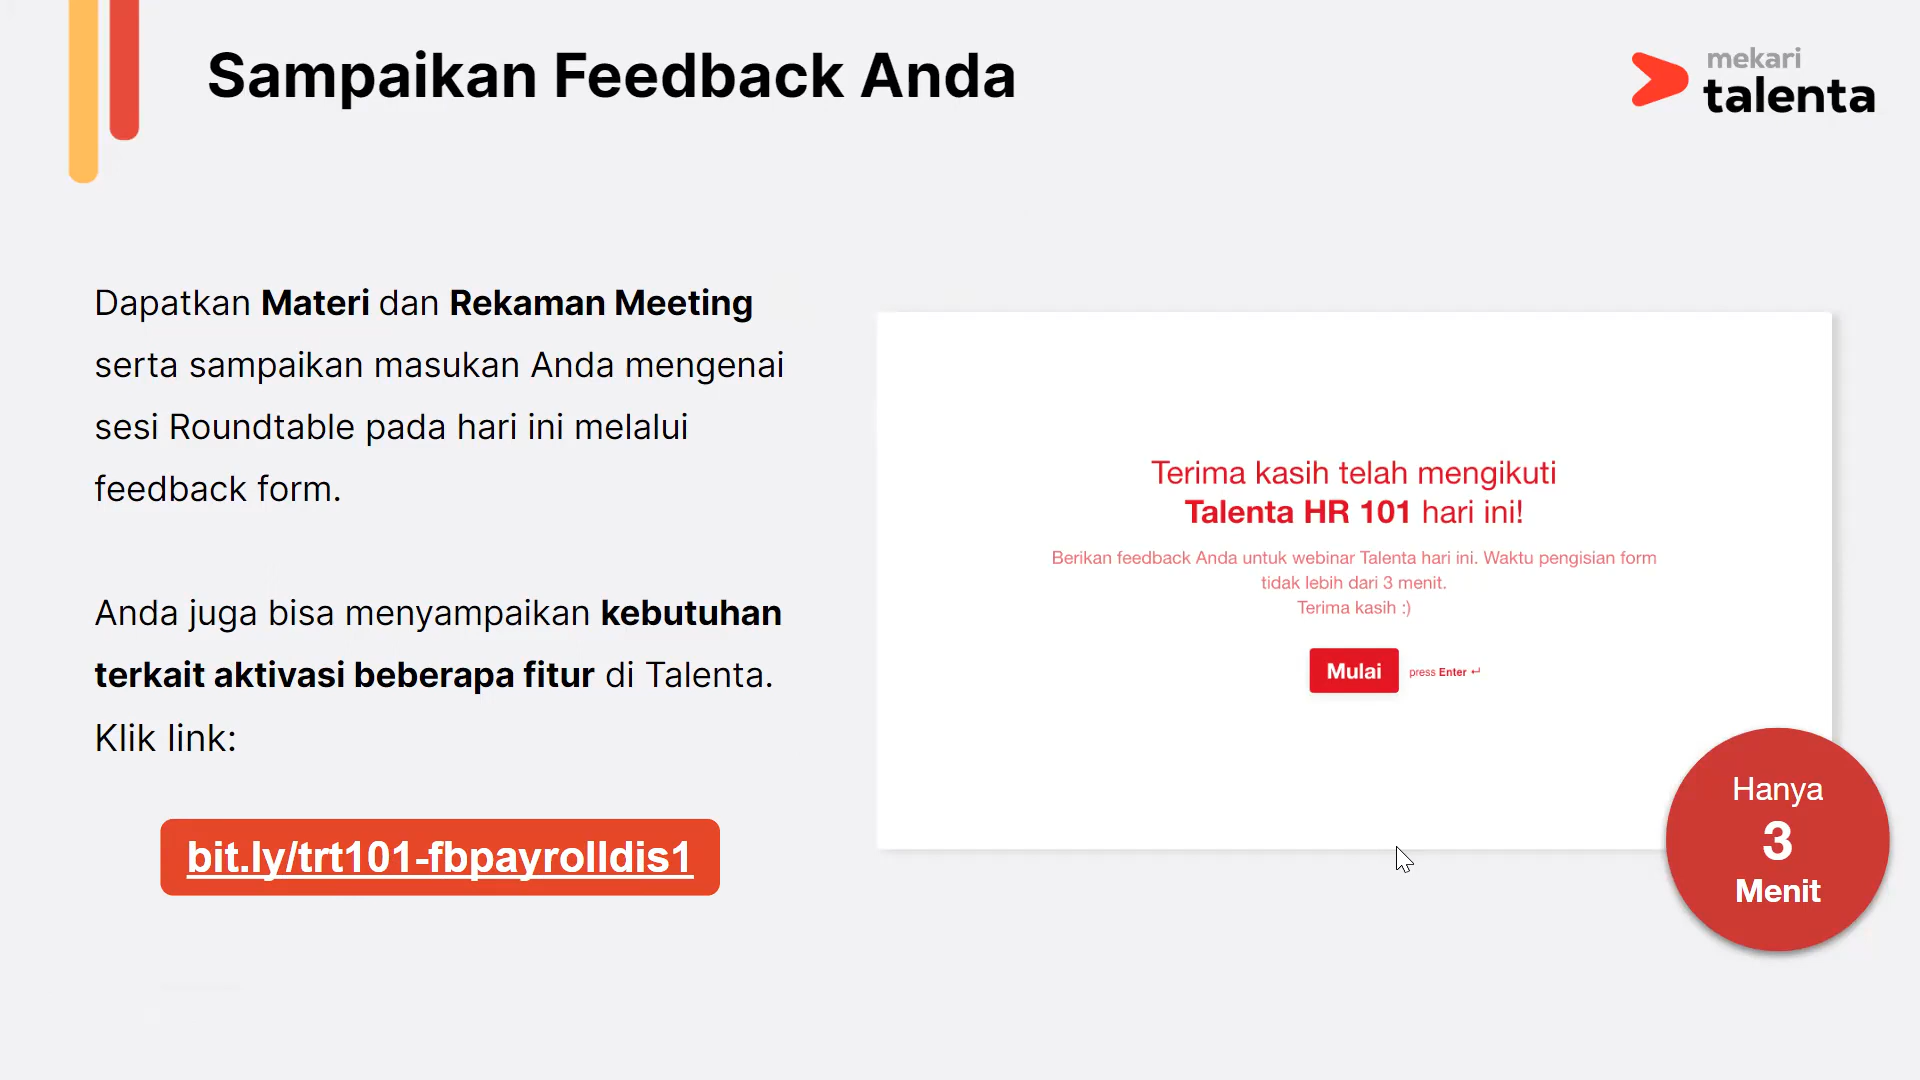 Sampaikan Feedback Anda
mekari
talenta
Dapatkan Materi dan Rekaman Meeting
serta sampaikan masukan Anda mengenai
sesi Roundtable pada hari ini melalui
feedback form.
Anda juga bisa menyampaikan kebutuhan
terkait aktivasi beberapa fitur di Talenta.
Klik link:
bit.ly/trt101-fbpayrolldis1
Terima kasih telah mengikuti
Talenta HR 101 hari ini!
Berikan feedback Anda untuk webinar Talenta hari ini. Waktu pengisian form
tidak lebih dari 3 menit.
Terima kasih :)
Mulai
press Enter ↵
Hanya
3
Menit